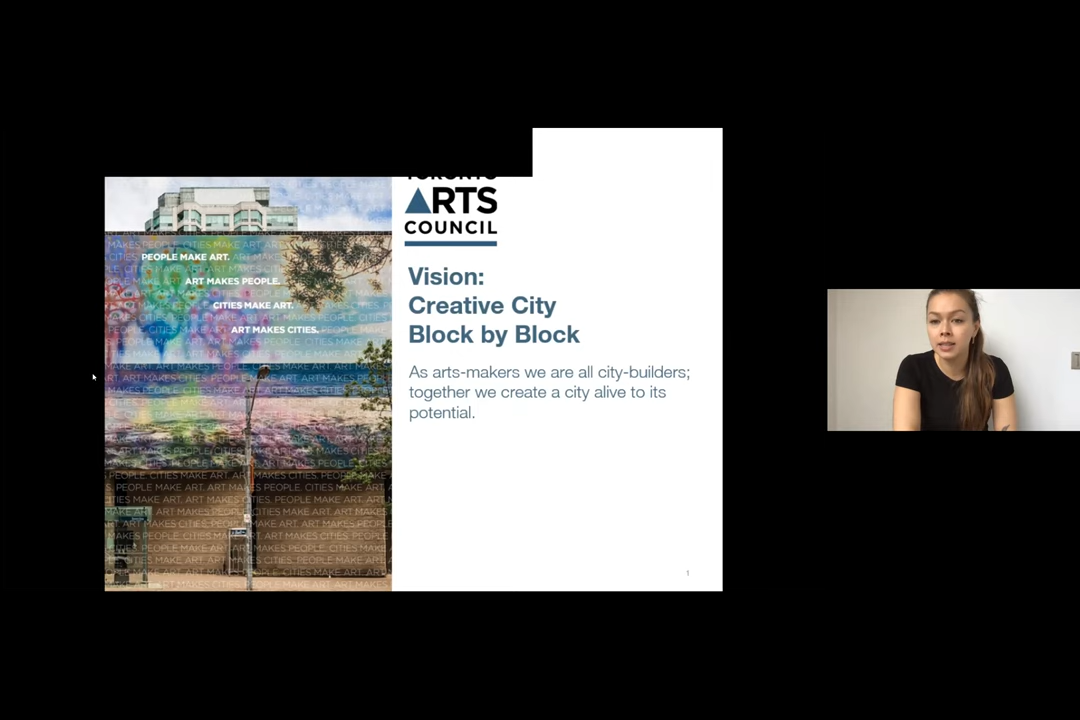 PEOPLE MAKE ART.
ART MAKES PEOPLE.
CITIES MAKE ART.
ART MAKES CITIES.
TORONTO
ARTS
COUNCIL
Vision:
Creative City
Block by Block
As arts-makers we are all city-builders;
together we create a city alive to its
potential.
1